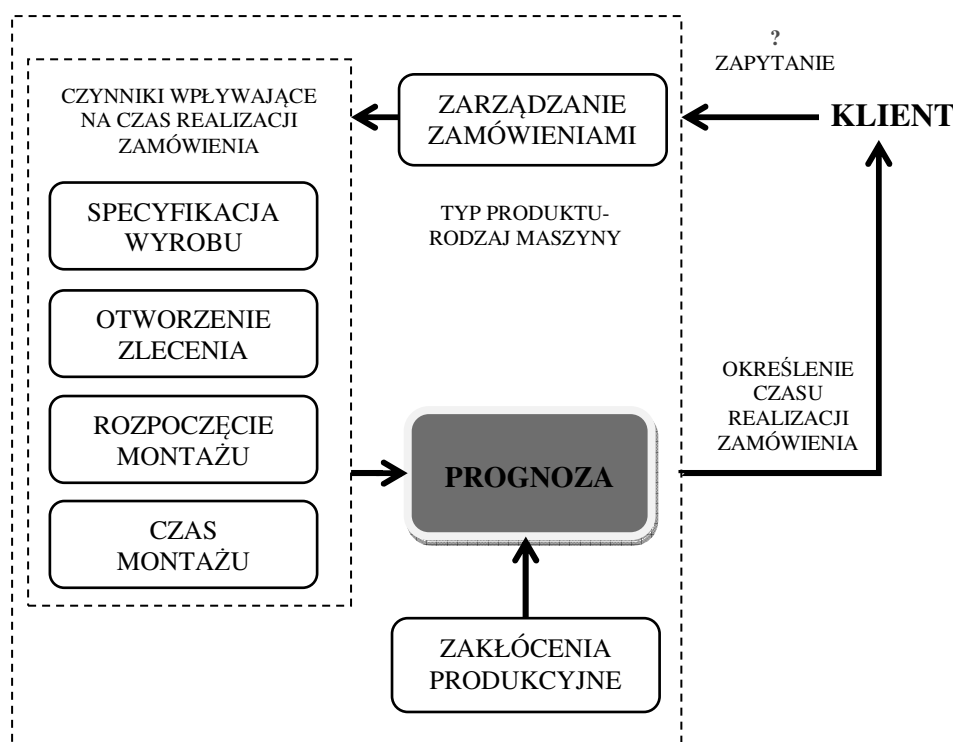 ?
ZAPYTANIE
KLIENT
ZARZĄDZANIE
ZAMÓWIENIAMI
TYP PRODUKTU-
RODZAJ MASZYNY
CZYNNIKI WPŁYWAJĄCE
NA CZAS REALIZACJI
ZAMÓWIENIA
SPECYFIKACJA
WYROBU
OTWORZENIE
ZLECENIA
ROZPOCZĘCIE
MONTAŻU
CZAS
MONTAŻU
PROGNOZA
ZAKŁÓCENIA
PRODUKCYJNE
OKREŚLENIE
CZASU
REALIZACJI
ZAMÓWIENIA